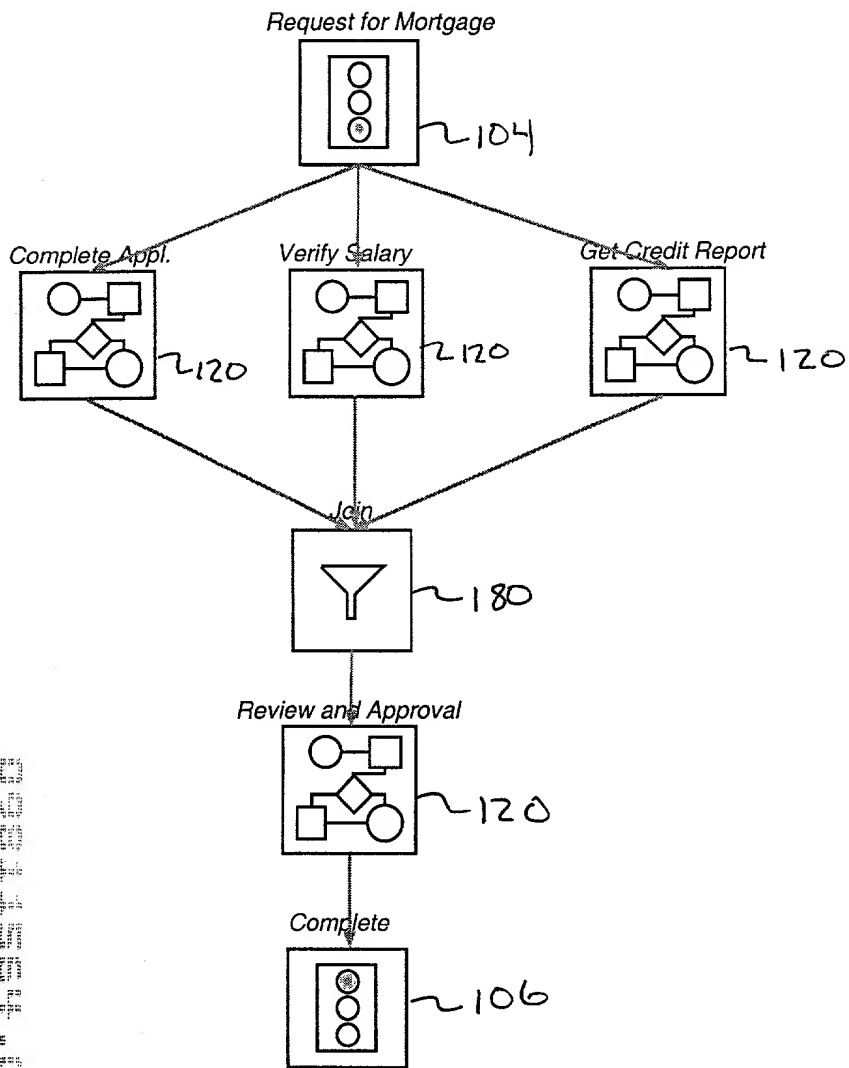 Request for Mortgage
104
Complete Appl.
Verify Salary
Get Credit Report
120
120
120
Join
180
Review and Approval
120
Complete
106